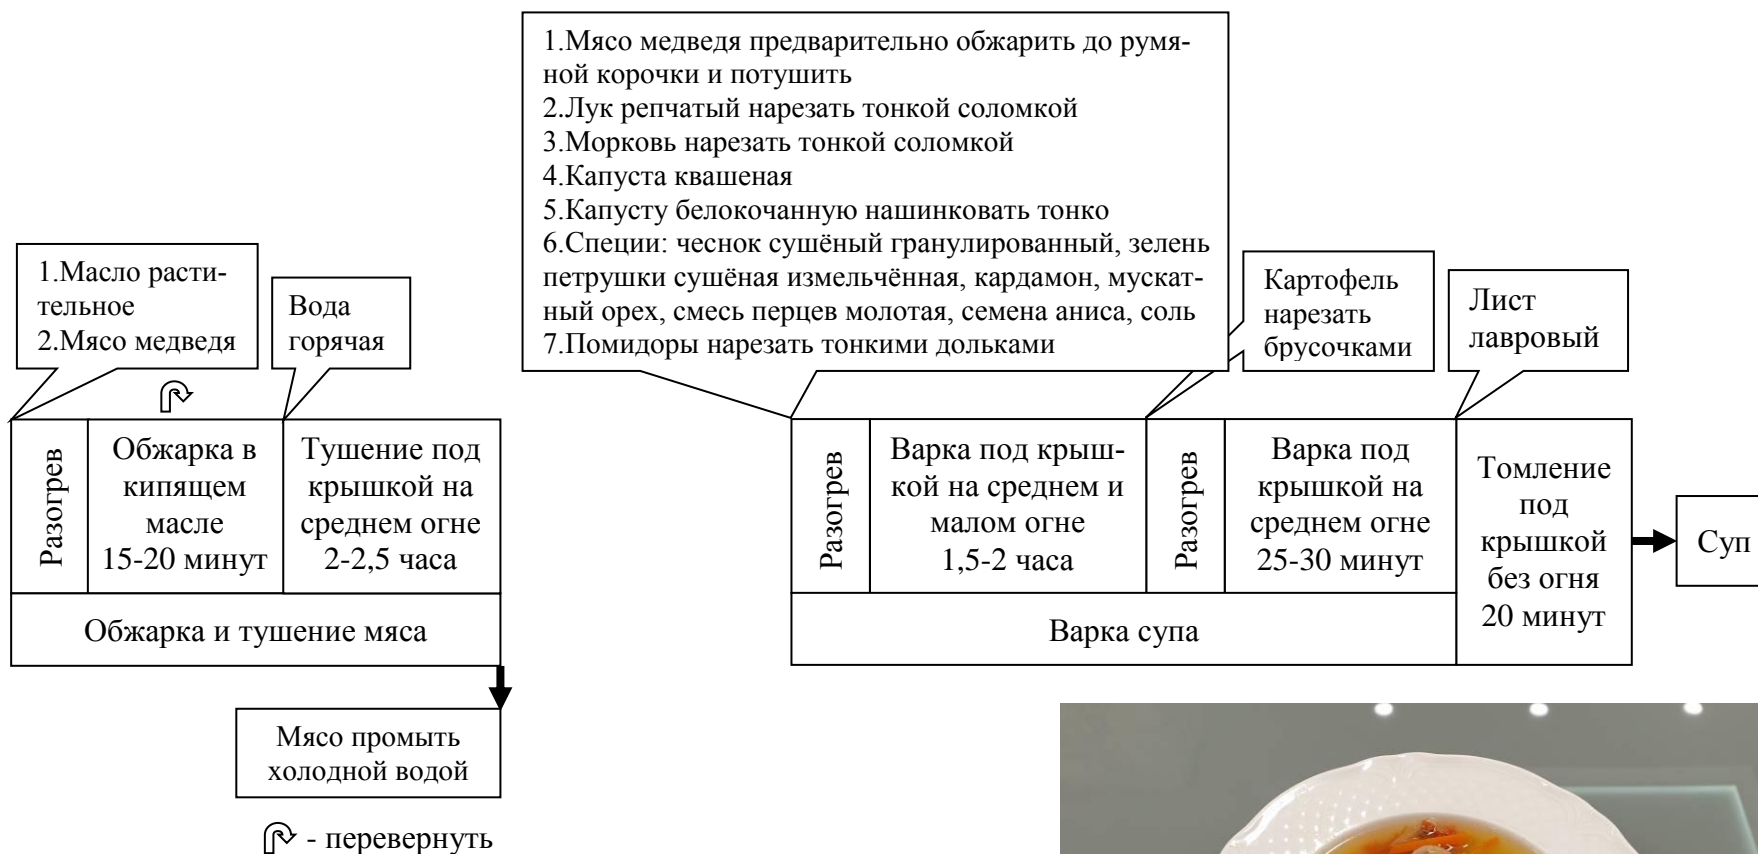 1.Мясо медведя предварительно обжарить до румя-
ной корочки и потушить
2.Лук репчатый нарезать тонкой соломкой
3.Морковь нарезать тонкой соломкой
4.Капуста квашеная
5.Капусту белокочанную нашинковать тонко
6.Специи: чеснок сушёный гранулированный, зелень
петрушки сушёная измельчённая, кардамон, мускат-
ный орех, смесь перцев молотая, семена аниса, соль
7.Помидоры нарезать тонкими дольками
1.Масло расти-
тельное
2.Мясо медведя
Вода
горячая
Картофель
нарезать
брусочками
Лист
лавровый
Разогрев
Обжарка в
кипящем
масле
15-20 минут
Тушение под
крышкой на
среднем огне
2-2,5 часа
Обжарка и тушение мяса
Мясо промыть
холодной водой
- перевернуть
Разогрев
Варка под крыш-
кой на среднем и
малом огне
1,5-2 часа
Разогрев
Варка под
крышкой на
среднем огне
25-30 минут
Варка супа
Томление
под
крышкой
без огня
20 минут
Суп